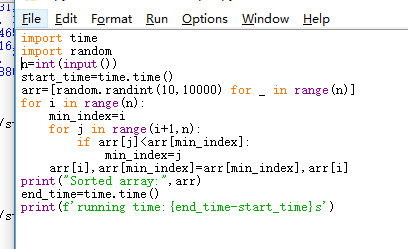 File Edit Format Run Options Window Help
import time
import random
n=int(input())
start_time=time.time()
arr=[random.randint(10,10000) for _ in range(n)]
for i in range(n):
    min_index=i
    for j in range(i+1,n):
        if arr[j]<arr[min_index]:
            min_index=j
    arr[i],arr[min_index]=arr[min_index],arr[i]
print("Sorted array:",arr)
end_time=time.time()
print(f'running time:{end_time-start_time}s')